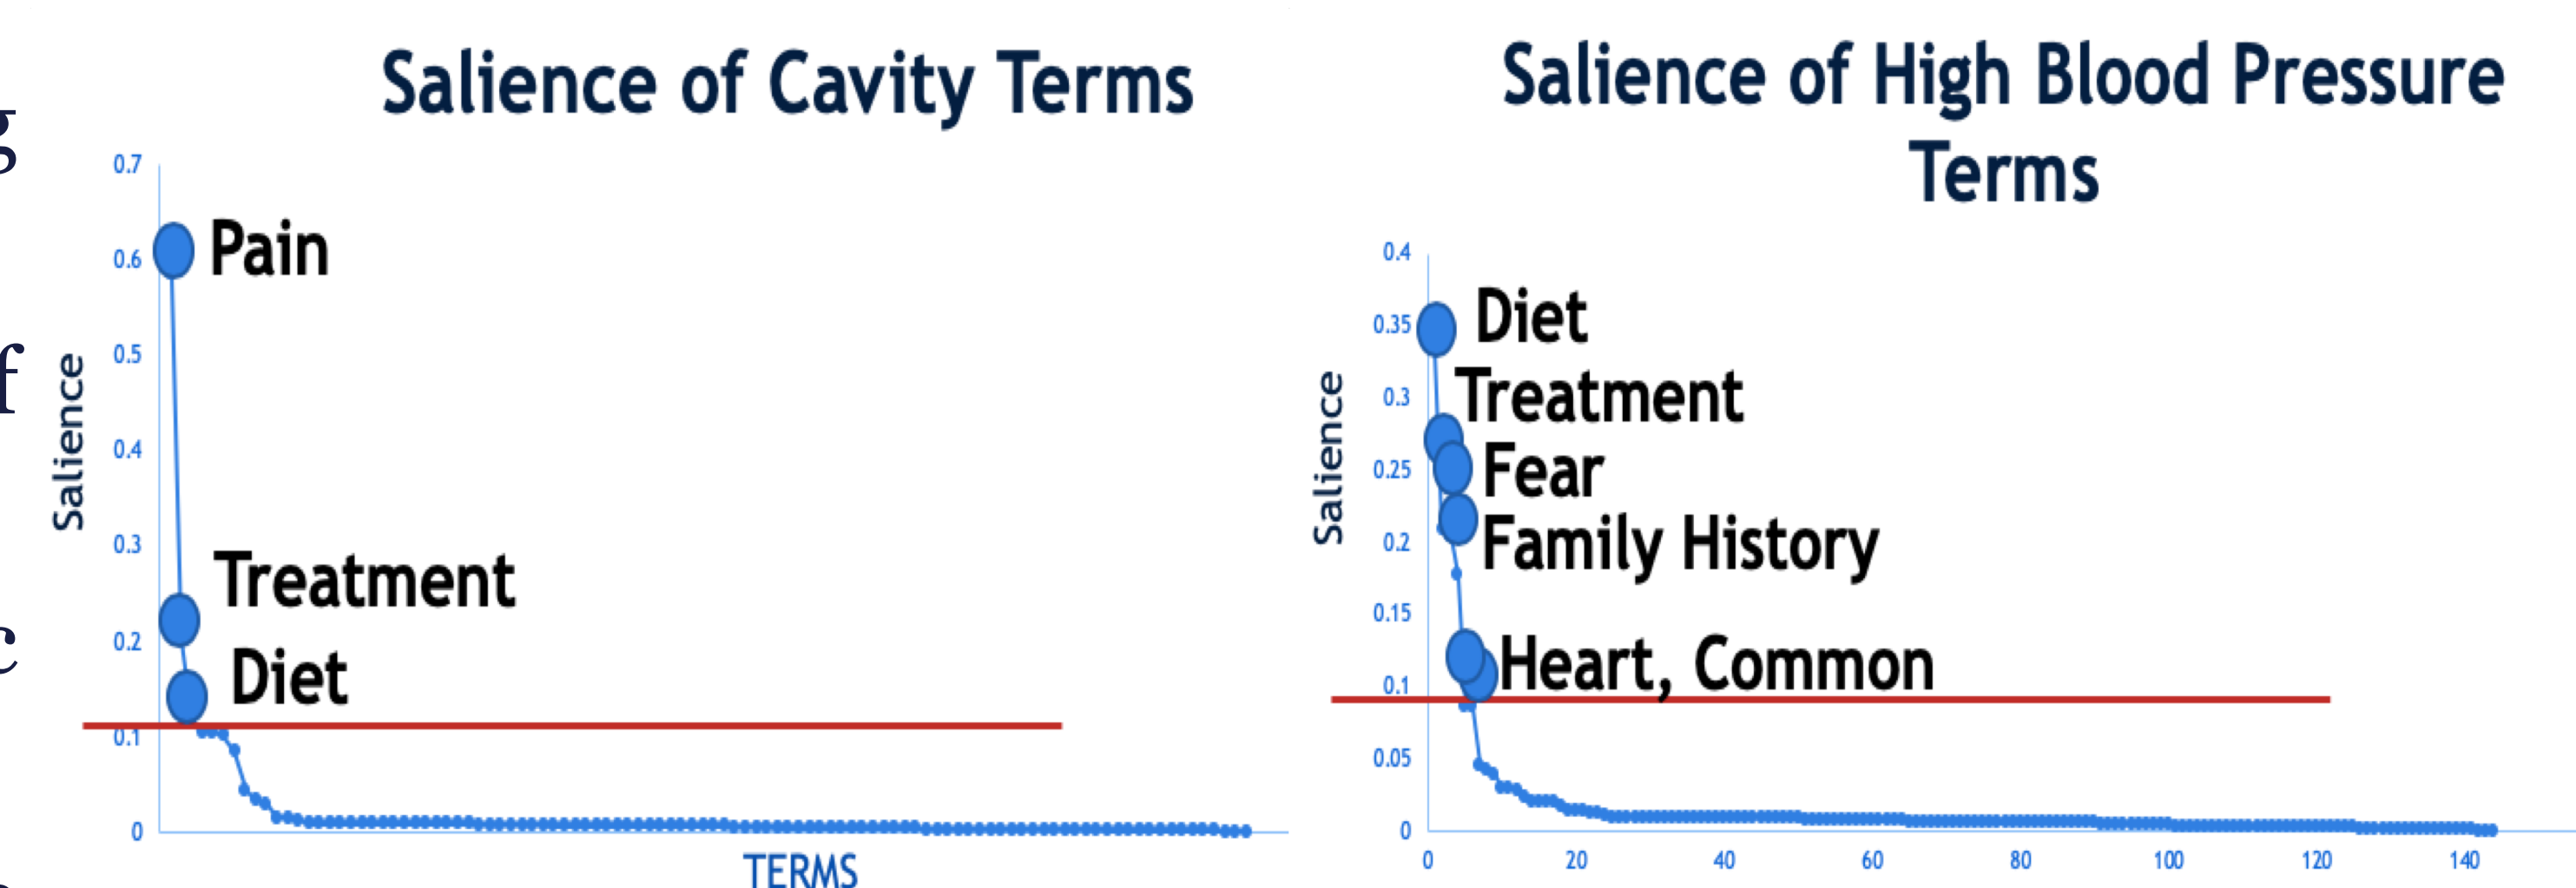 g
f
c
Salience of Cavity Terms
0.7
0.6
0.5
0.4
0.3
0.2
0.1
0
Salience
Pain
Treatment
Diet
TERMS
Salience of High Blood Pressure
Terms
0.4
0.35
0.3
0.25
0.2
0.15
0.1
0.05
0
Salience
Diet
Treatment
Fear
Family History
Heart, Common
0 20 40 60 80 100 120 140